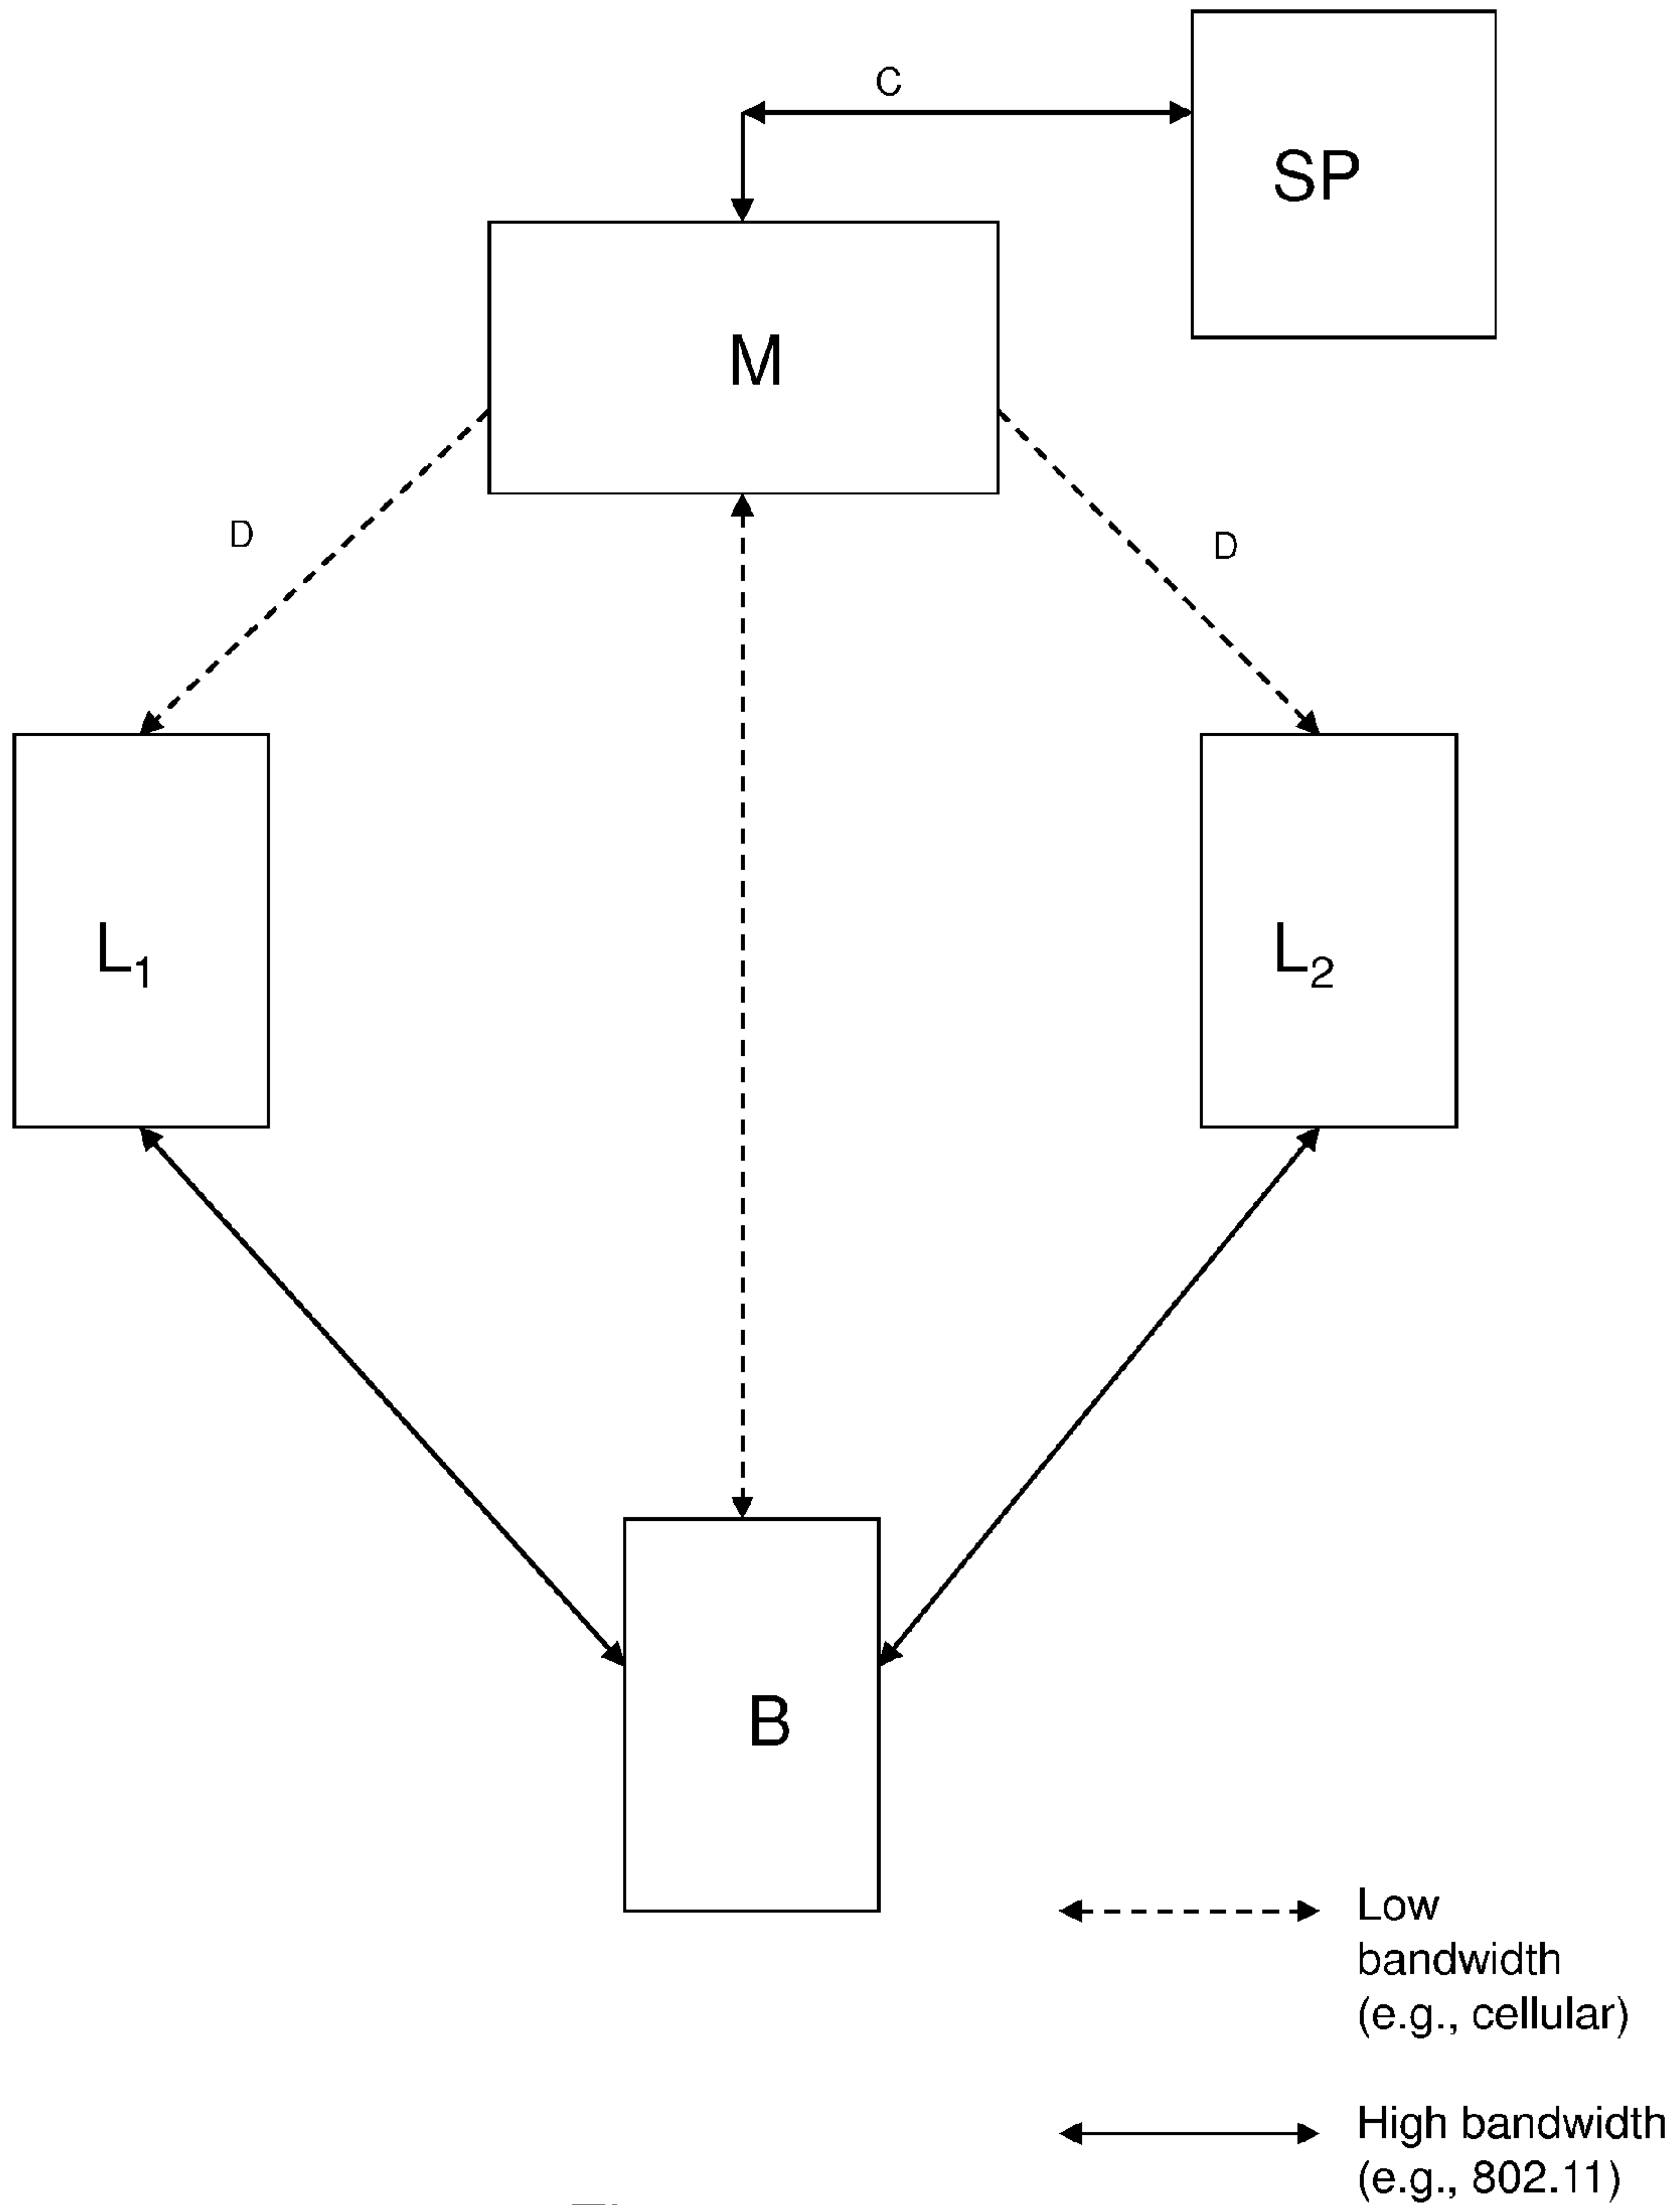 C
SP
M
D
D
L₁
L₂
B
Low
bandwidth
(e.g., cellular)
High bandwidth
(e.g., 802.11)